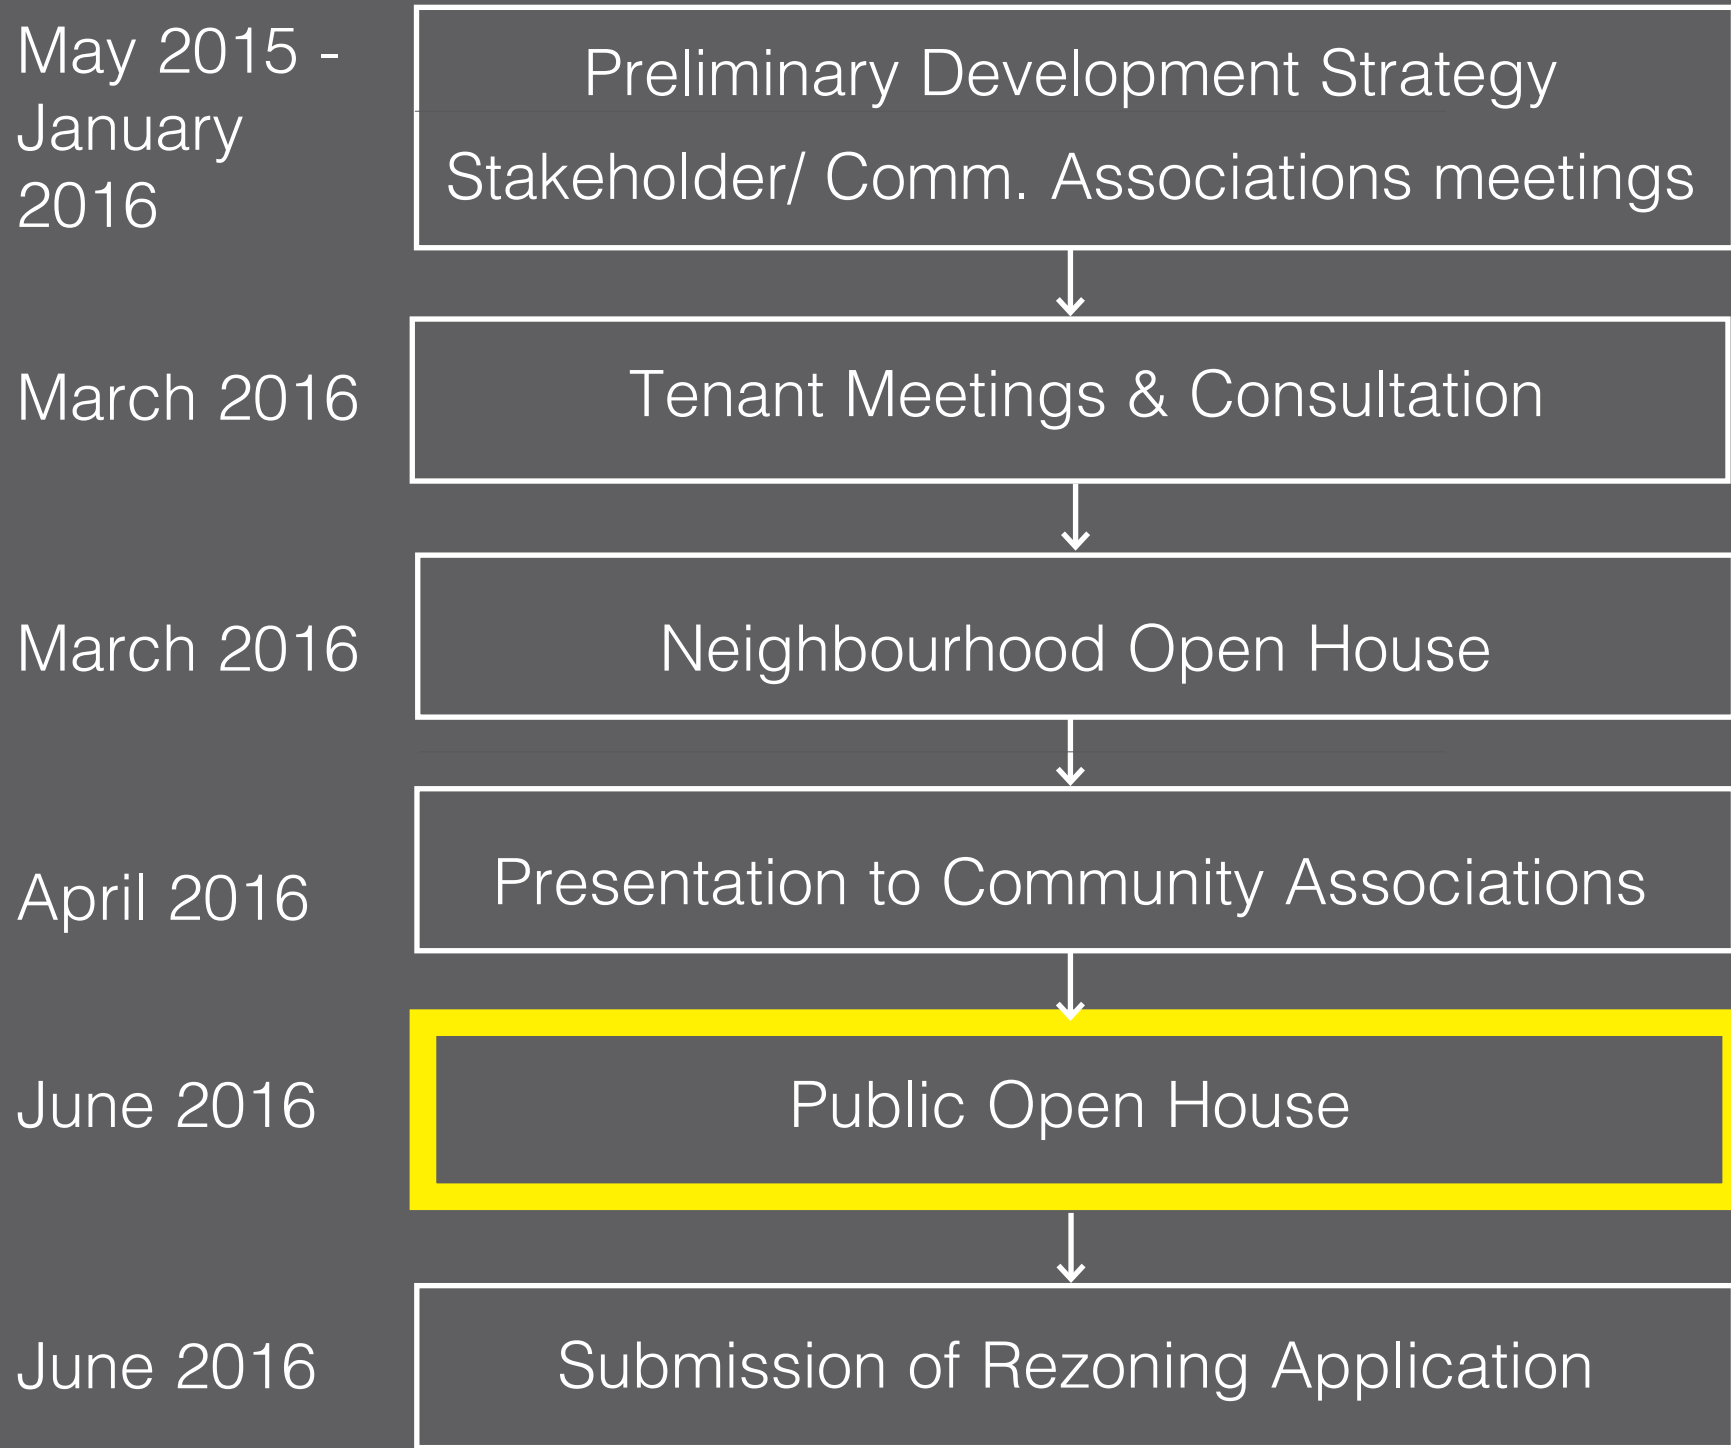 May 2015 -
January
2016
Preliminary Development Strategy
Stakeholder/ Comm. Associations meetings
March 2016
Tenant Meetings & Consultation
March 2016
Neighbourhood Open House
April 2016
Presentation to Community Associations
June 2016
Public Open House
June 2016
Submission of Rezoning Application